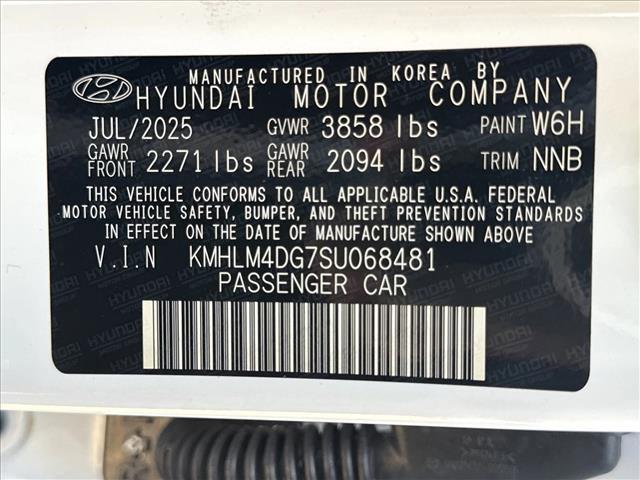 MANUFACTURED IN KOREA BY
HYUNDAI MOTOR COMPANY
JUL/2025 GVWR 3858 lbs PAINT W6H
GAWR FRONT 2271 lbs GAWR REAR 2094 lbs TRIM NNB
THIS VEHICLE CONFORMS TO ALL APPLICABLE U.S.A. FEDERAL
MOTOR VEHICLE SAFETY, BUMPER, AND THEFT PREVENTION STANDARDS
IN EFFECT ON THE DATE OF MANUFACTURE SHOWN ABOVE.
V.I.N KMHLM4DG7SU068481
PASSENGER CAR